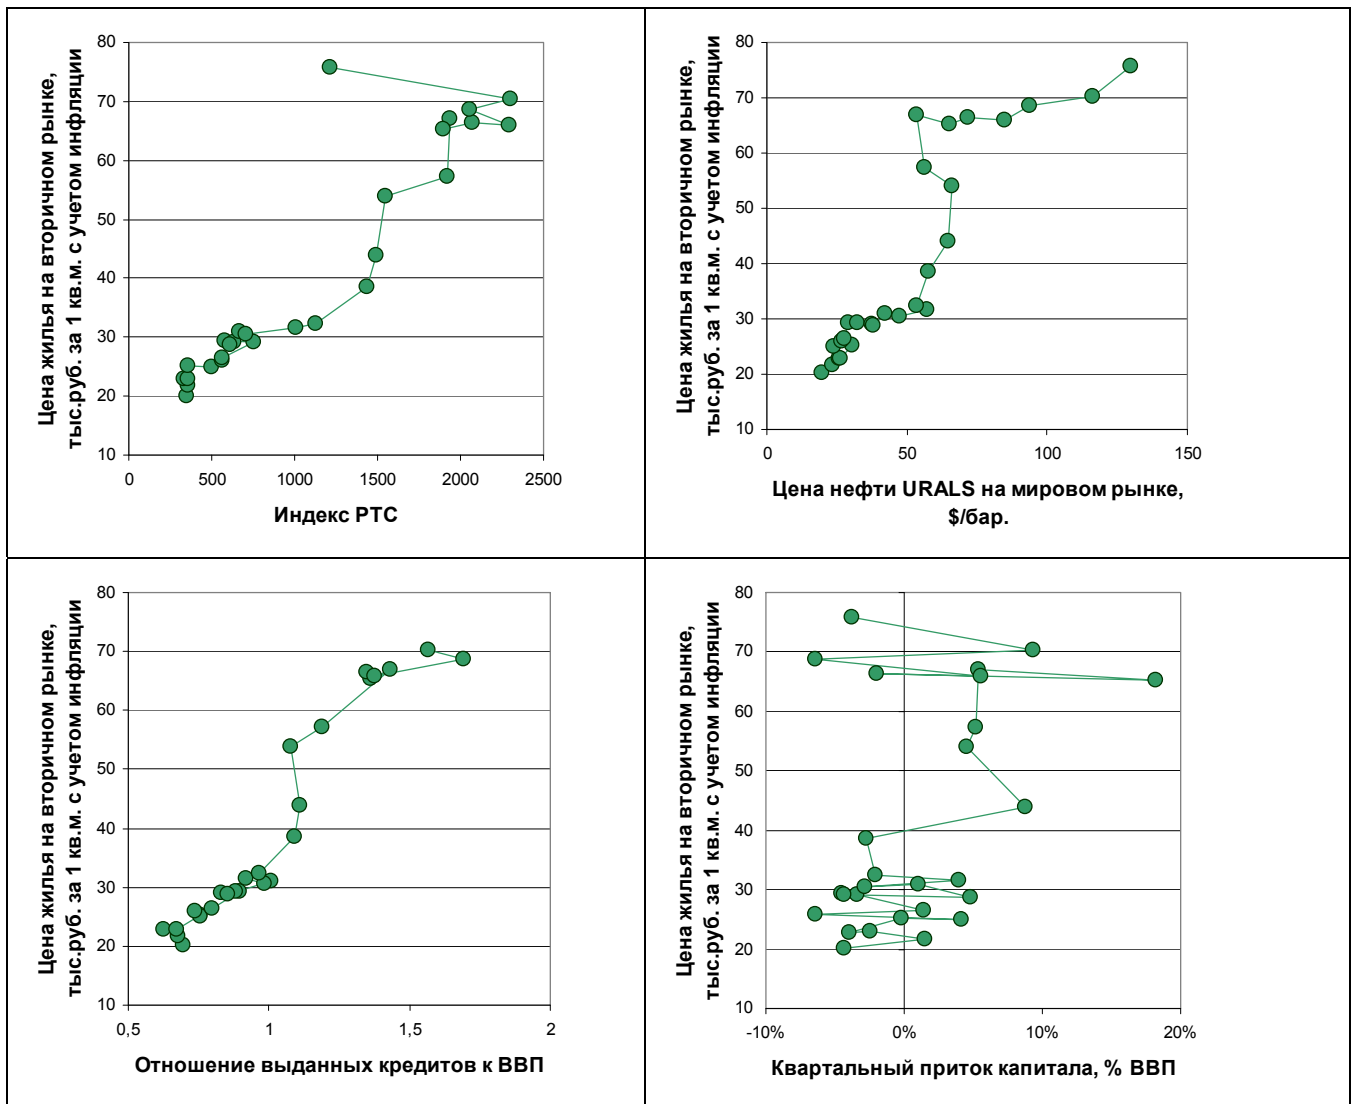 Цена жилья на вторичном рынке,
тыс.руб. за 1 кв.м. с учетом инфляции
80
70
60
50
40
30
20
10
0 500 1000 1500 2000 2500
Индекс РТС
Цена жилья на вторичном рынке,
тыс.руб. за 1 кв.м. с учетом инфляции
80
70
60
50
40
30
20
10
0 50 100 150
Цена нефти URALS на мировом рынке,
$/бар.
Цена жилья на вторичном рынке,
тыс.руб. за 1 кв.м. с учетом инфляции
80
70
60
50
40
30
20
10
0,5 1 1,5 2
Отношение выданных кредитов к ВВП
Цена жилья на вторичном рынке,
тыс.руб. за 1 кв.м. с учетом инфляции
80
70
60
50
40
30
20
10
-10% 0% 10% 20%
Квартальный приток капитала, % ВВП